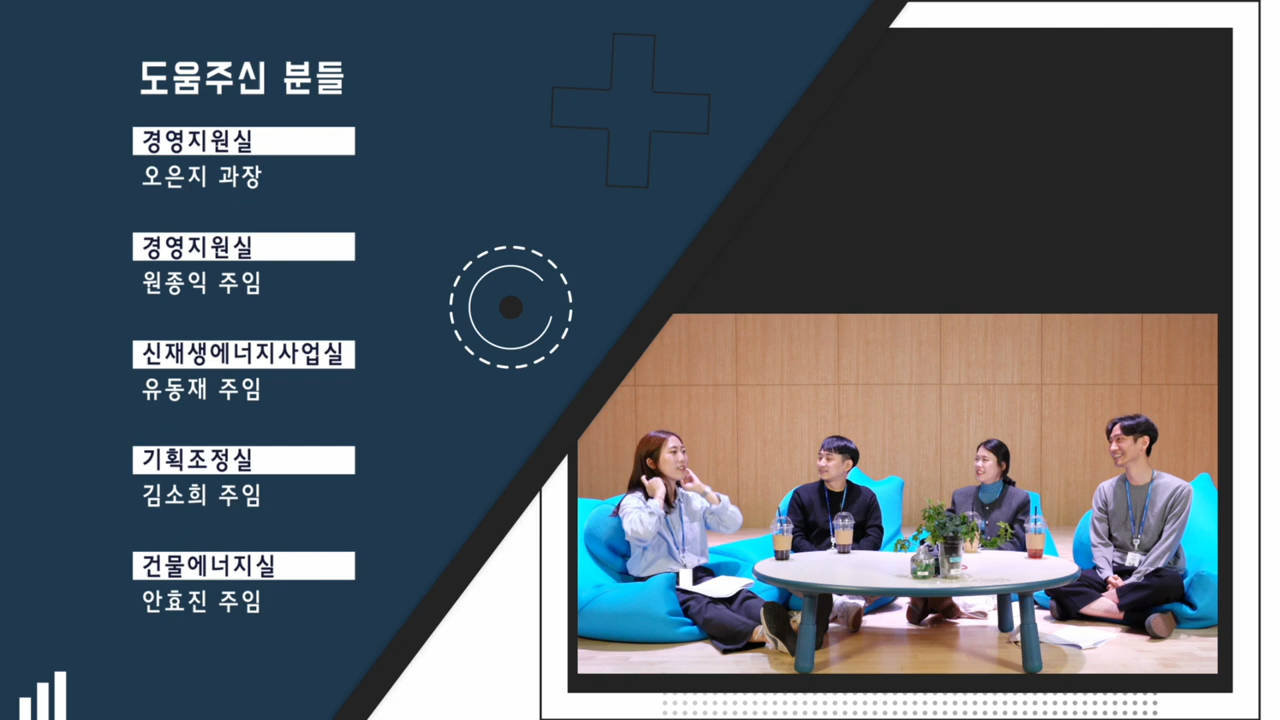 도움주신 분들
경영지원실
오은지 과장
경영지원실
원종익 주임
신재생에너지사업실
유동재 주임
기획조정실
김소희 주임
건물에너지실
안효진 주임